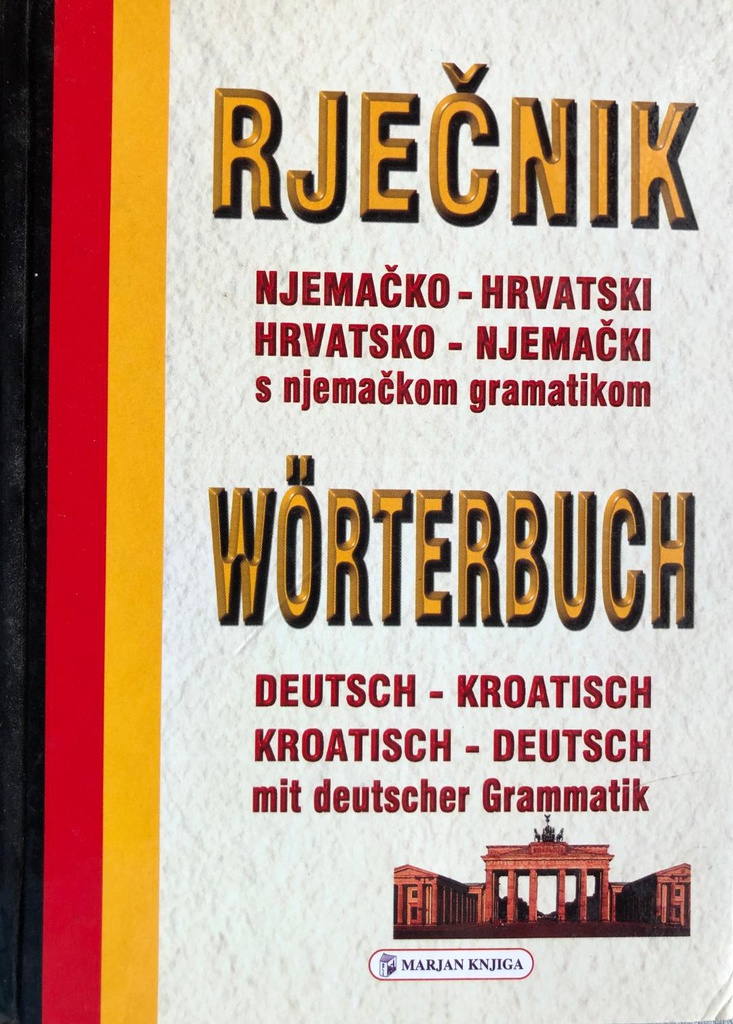 RJEČNIK
NJEMAČKO - HRVATSKI
HRVATSKO - NJEMAČKI
s njemačkom gramatikom
WÖRTERBUCH
DEUTSCH - KROATISCH
KROATISCH - DEUTSCH
mit deutscher Grammatik
MARJAN KNJIGA